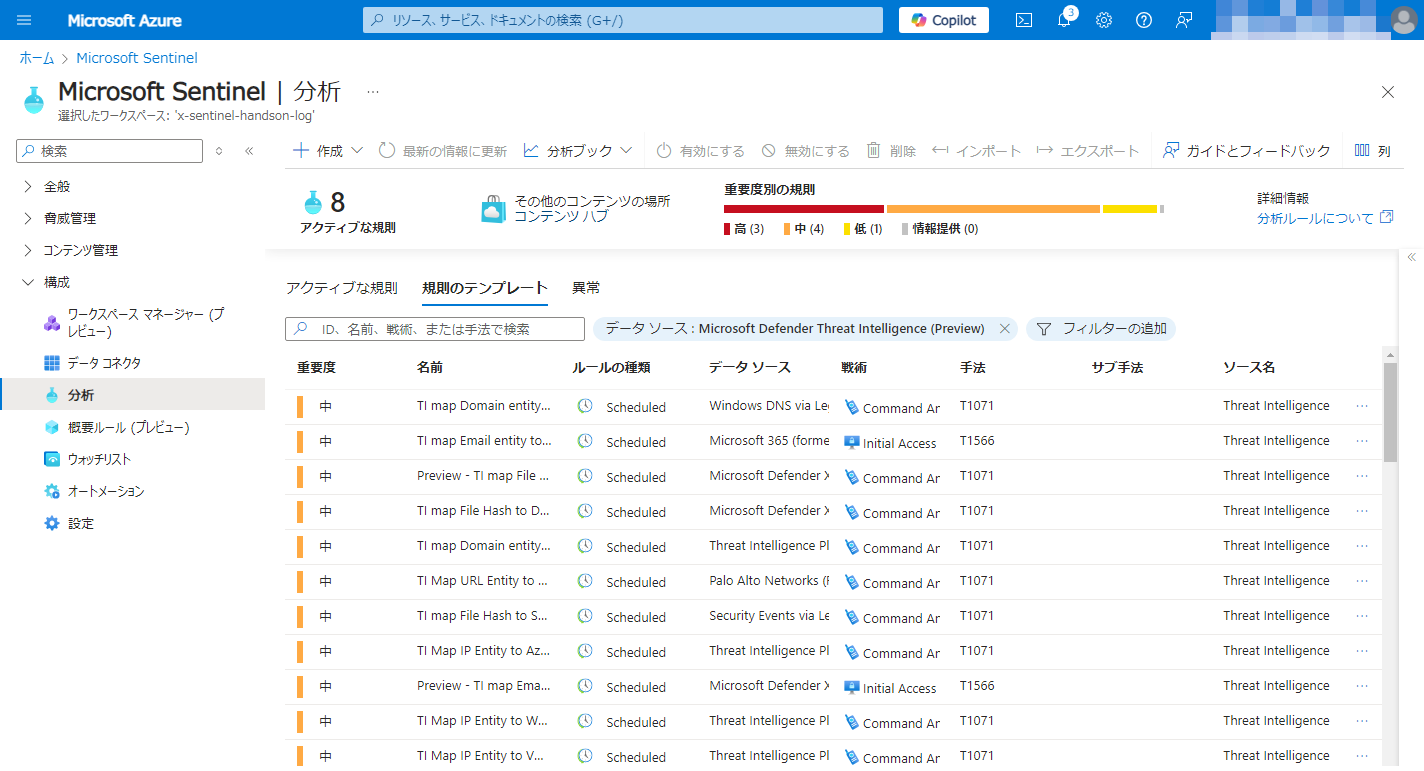 Microsoft Azure
リソース、サービス、ドキュメントの検索 (G+/)
Copilot
3
ホーム > Microsoft Sentinel
Microsoft Sentinel | 分析 ...
選択したワークスペース: 'x-sentinel-handson-log'
検索
全般
脅威管理
コンテンツ管理
構成
ワークスペース マネージャー (プ
レビュー)
データ コネクタ
分析
概要ルール (プレビュー)
ウォッチリスト
オートメーション
設定
作成 最新の情報に更新 分析ブック 有効にする 無効にする 削除 インポート エクスポート ガイドとフィードバック 列
8
アクティブな規則
その他のコンテンツの場所
コンテンツ ハブ
重要度別の規則
高 (3) 中 (4) 低 (1) 情報提供 (0)
詳細情報
分析ルールについて
アクティブな規則 規則のテンプレート 異常
ID、名前、戦術、または手法で検索
データ ソース : Microsoft Defender Threat Intelligence (Preview)
フィルターの追加
重要度 名前 ルールの種類 データ ソース 戦術 手法 サブ手法 ソース名
中 TI map Domain entity... Scheduled Windows DNS via Leg Command Ar T1071 Threat Intelligence ...
中 TI map Email entity to... Scheduled Microsoft 365 (forme Initial Access T1566 Threat Intelligence ...
中 Preview - TI map File ... Scheduled Microsoft Defender X Command Ar T1071 Threat Intelligence ...
中 TI map File Hash to D... Scheduled Microsoft Defender X Command Ar T1071 Threat Intelligence ...
中 TI map Domain entity... Scheduled Threat Intelligence Pl Command Ar T1071 Threat Intelligence ...
中 TI Map URL Entity to ... Scheduled Palo Alto Networks (F Command Ar T1071 Threat Intelligence ...
中 TI map File Hash to S... Scheduled Security Events via Le Command Ar T1071 Threat Intelligence ...
中 TI Map IP Entity to Az... Scheduled Threat Intelligence Pl Command Ar T1071 Threat Intelligence ...
中 Preview - TI map Ema... Scheduled Microsoft Defender X Initial Access T1566 Threat Intelligence ...
中 TI Map IP Entity to W... Scheduled Threat Intelligence Pl Command Ar T1071 Threat Intelligence ...
中 TI Map IP Entity to V... Scheduled Threat Intelligence Pl Command Ar T1071 Threat Intelligence ...